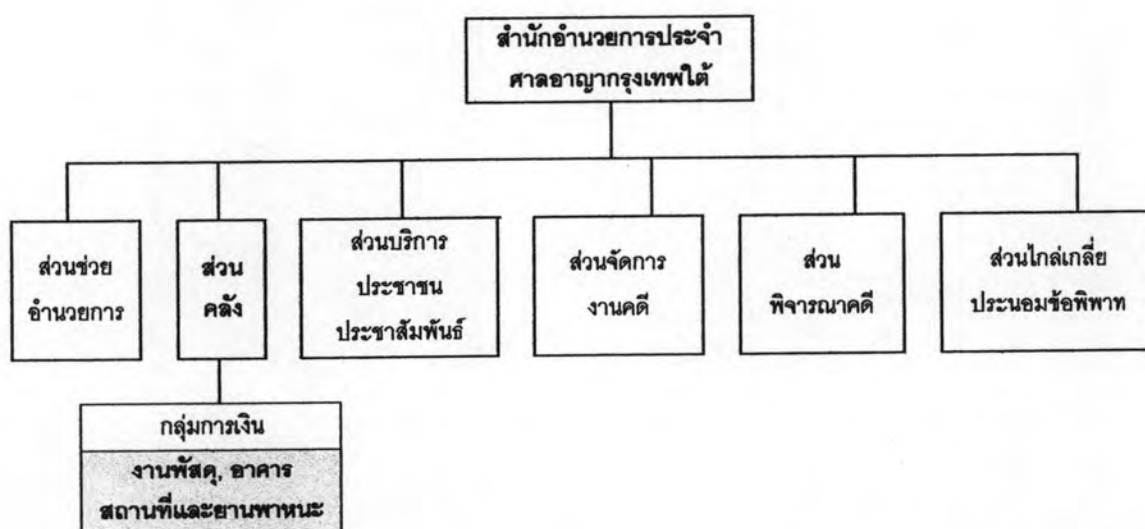 สำนักอำนวยการประจำ
ศาลอาญากรุงเทพใต้
ส่วนช่วย
อำนวยการ
ส่วน
คลัง
ส่วนบริการ
ประชาชน
ประชาสัมพันธ์
ส่วนจัดการ
งานคดี
ส่วน
พิจารณาคดี
ส่วนไกล่เกลี่ย
ประนอมข้อพิพาท
กลุ่มการเงิน
งานพัสดุ, อาคาร
สถานที่และยานพาหนะ